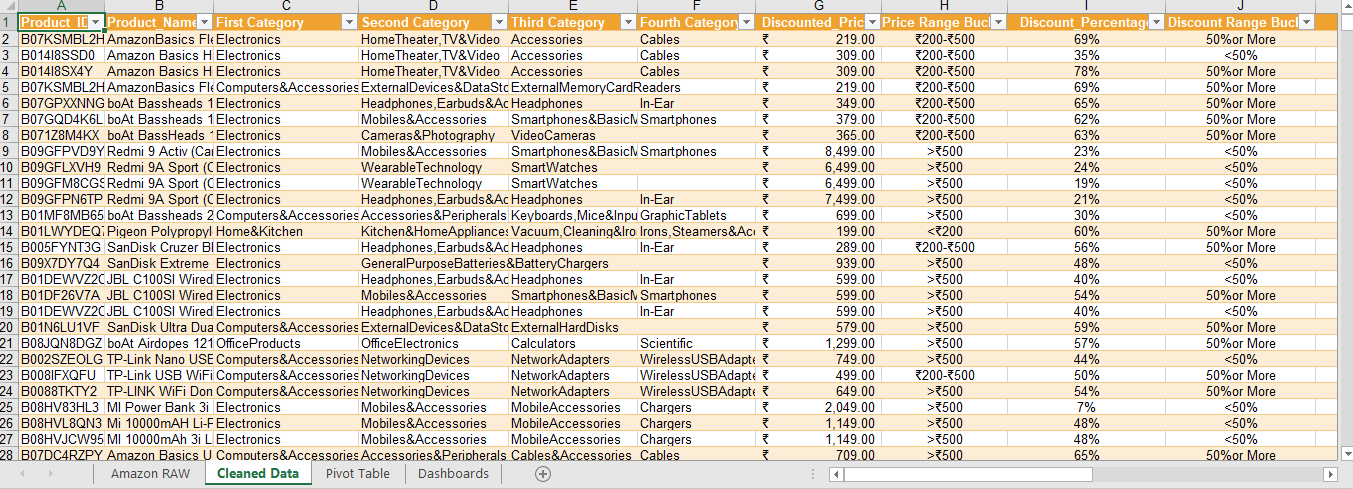 A B C D E F G H I J
1 Product_ID Product_Name First Category Second Category Third Category Fourth Category Discounted_Pric Price Range Buc Discount_Percentage Discount Range Buck
2 B07KSMBL2H AmazonBasics Fle Electronics HomeTheater,TV&Video Accessories Cables ₹ 219.00 ₹200-₹500 69% 50%or More
3 B014I8SSD0 Amazon Basics H Electronics HomeTheater,TV&Video Accessories Cables ₹ 309.00 ₹200-₹500 35% <50%
4 B014I8SX4Y Amazon Basics H Electronics HomeTheater,TV&Video Accessories Cables ₹ 309.00 ₹200-₹500 78% 50%or More
5 B07KSMBL2H AmazonBasics Fle Computers&Accessories ExternalDevices&DataSto ExternalMemoryCardReaders ₹ 219.00 ₹200-₹500 69% 50%or More
6 B07GPXXNNG boAt Bassheads 1 Electronics Headphones,Earbuds&Ac Headphones In-Ear ₹ 349.00 ₹200-₹500 65% 50%or More
7 B07GQD4K6L boAt Bassheads 1 Electronics Mobiles&Accessories Smartphones&BasicM Smartphones ₹ 379.00 ₹200-₹500 62% 50%or More
8 B071Z8M4KX boAt BassHeads 1 Electronics Cameras&Photography VideoCameras ₹ 365.00 ₹200-₹500 63% 50%or More
9 B09GFPVD9Y Redmi 9 Activ (Car Electronics Mobiles&Accessories Smartphones&BasicM Smartphones ₹ 8,499.00 >₹500 23% <50%
10 B09GFLXVH9 Redmi 9A Sport (C Electronics WearableTechnology SmartWatches ₹ 6,499.00 >₹500 24% <50%
11 B09GFM8CGS Redmi 9A Sport (C Electronics WearableTechnology SmartWatches ₹ 6,499.00 >₹500 19% <50%
12 B09GFPN6TP Redmi 9A Sport (C Electronics Headphones,Earbuds&Ac Headphones In-Ear ₹ 7,499.00 >₹500 21% <50%
13 B01MF8MB65 boAt Bassheads 2 Computers&Accessories Accessories&Peripherals Keyboards,Mice&Inpu GraphicTablets ₹ 699.00 >₹500 30% <50%
14 B01LWYDEQ7 Pigeon Polypropyl Home&Kitchen Kitchen&HomeAppliances Vacuum,Cleaning&Iro Irons,Steamers&Acc ₹ 199.00 <₹200 60% 50%or More
15 B005FYNT3G SanDisk Cruzer Bl Electronics Headphones,Earbuds&Ac Headphones In-Ear ₹ 289.00 ₹200-₹500 56% 50%or More
16 B09X7DY7Q4 SanDisk Extreme Electronics GeneralPurposeBatteries&BatteryChargers ₹ 939.00 >₹500 48% <50%
17 B01DEWVZ2C JBL C100SI Wired Electronics Headphones,Earbuds&Ac Headphones In-Ear ₹ 599.00 >₹500 40% <50%
18 B01DF26V7A JBL C100SI Wired Electronics Mobiles&Accessories Smartphones&BasicM Smartphones ₹ 599.00 >₹500 54% 50%or More
19 B01DEWVZ2C JBL C100SI Wired Electronics Headphones,Earbuds&Ac Headphones In-Ear ₹ 599.00 >₹500 40% <50%
20 B01N6LU1VF SanDisk Ultra Dua Computers&Accessories ExternalDevices&DataSto ExternalHardDisks ₹ 579.00 >₹500 59% 50%or More
21 B08JQN8DGZ boAt Airdopes 121 OfficeProducts OfficeElectronics Calculators Scientific ₹ 1,299.00 >₹500 57% 50%or More
22 B002SZEOLG TP-Link Nano USB Computers&Accessories NetworkingDevices NetworkAdapters WirelessUSBAdapte ₹ 749.00 >₹500 44% <50%
23 B008IFXQFU TP-Link USB WiFi Computers&Accessories NetworkingDevices NetworkAdapters WirelessUSBAdapte ₹ 499.00 ₹200-₹500 50% 50%or More
24 B0088TKTY2 TP-LINK WiFi Don Computers&Accessories NetworkingDevices NetworkAdapters WirelessUSBAdapte ₹ 649.00 >₹500 54% 50%or More
25 B08HV83HL3 MI Power Bank 3i Electronics Mobiles&Accessories MobileAccessories Chargers ₹ 2,049.00 >₹500 7% <50%
26 B08HVL8QN3 Mi 10000mAH Li-P Electronics Mobiles&Accessories MobileAccessories Chargers ₹ 1,149.00 >₹500 48% <50%
27 B08HVJCW95 MI 10000mAh 3i L Electronics Mobiles&Accessories MobileAccessories Chargers ₹ 1,149.00 >₹500 48% <50%
28 B07DC4RZPY Amazon Basics U Computers&Accessories Accessories&Peripherals Cables&Accessories Cables ₹ 709.00 >₹500 65% 50%or More
Amazon RAW Cleaned Data Pivot Table Dashboards